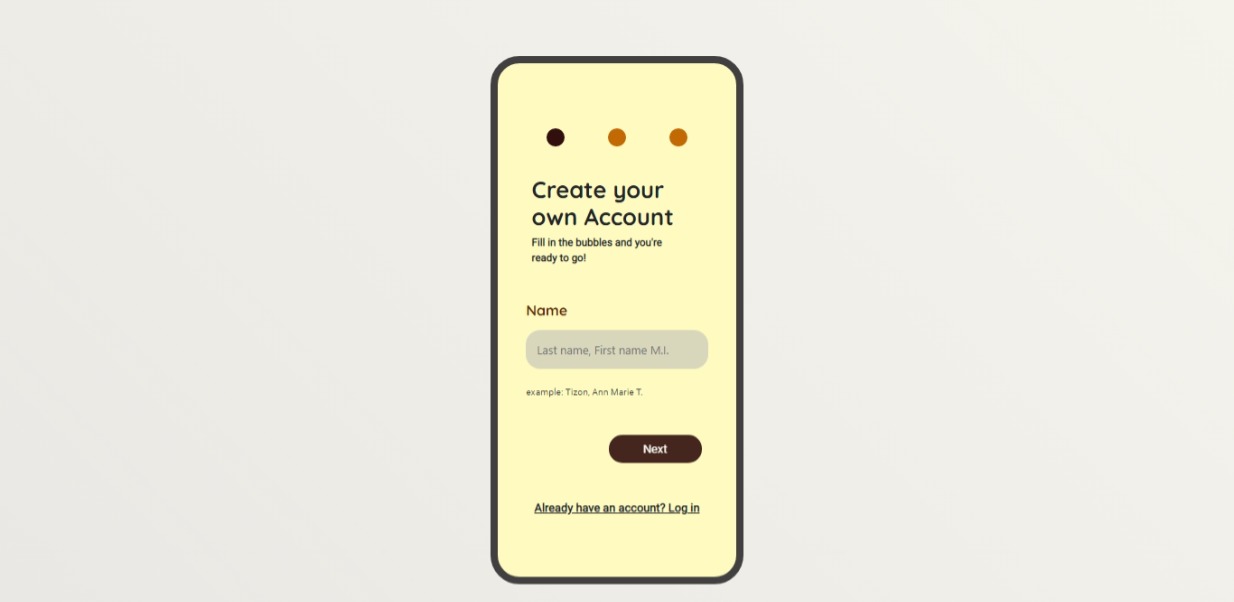 Create your
own Account
Fill in the bubbles and you're
ready to go!
Name
Last name, First name M.I.
example: Tizon, Ann Marie T.
Next
Already have an account? Log in